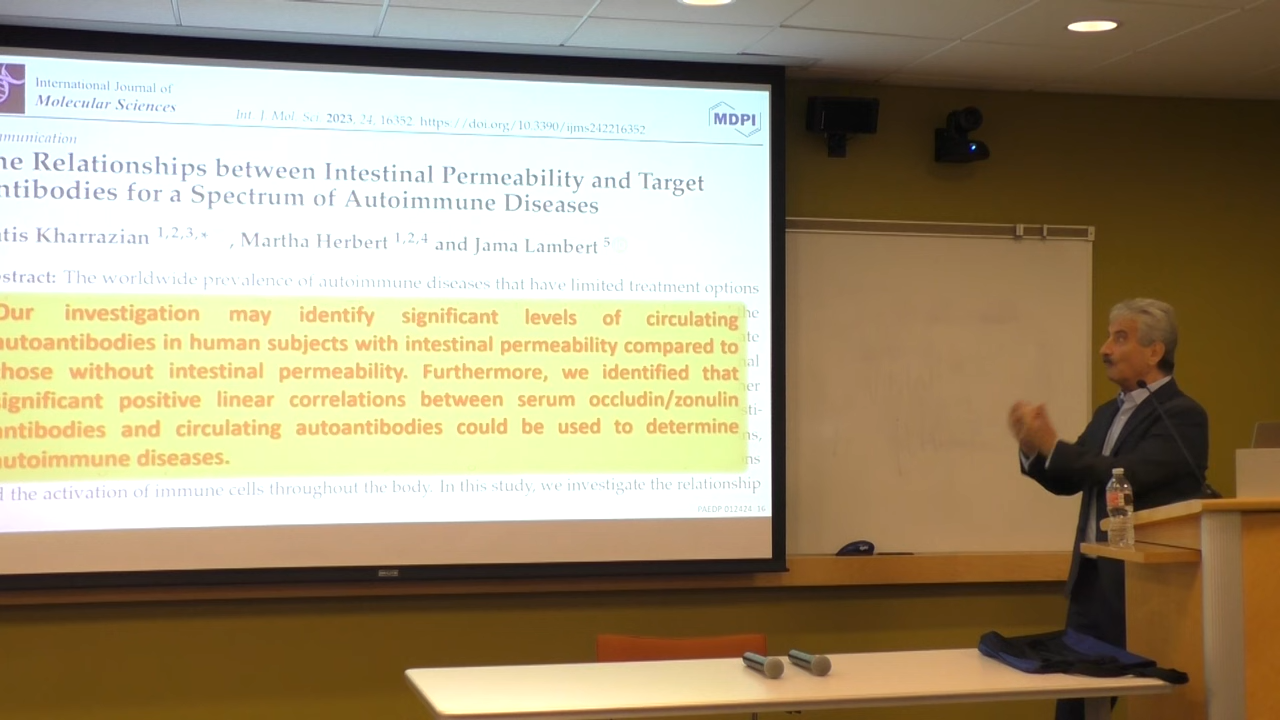 International Journal of
Molecular Sciences
Int. J. Mol. Sci. 2023, 24, 16352 https://doi.org/10.3390/ijms242216352
MDPI
mmunication
ne Relationships between Intestinal Permeability and Target
ntibodies for a Spectrum of Autoimmune Diseases
tis Kharrazian 1,2,3,*, Martha Herbert 1,2,4 and Jama Lambert 5
stract: The worldwide prevalence of autoimmune diseases that have limited treatment options
Our investigation may identify significant levels of circulating
utoantibodies in human subjects with intestinal permeability compared to
hose without intestinal permeability. Furthermore, we identified that
ignificant positive linear correlations between serum occludin/zonulin
ntibodies and circulating autoantibodies could be used to determine
utoimmune diseases.
d the activation of immune cells throughout the body. In this study, we investigate the relationship
PAEDP 012424 16